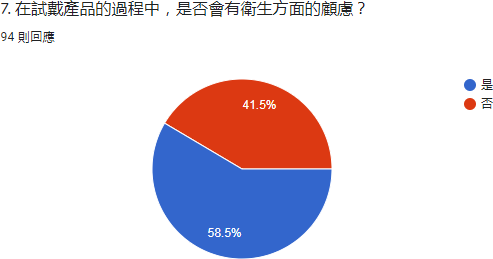 7. 在試戴產品的過程中，是否會有衛生方面的顧慮？
94 則回應
是
否
41.5%
58.5%